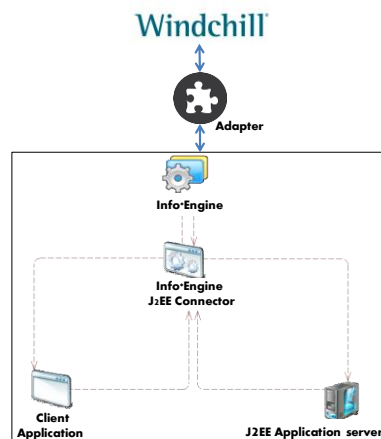 Windchill
Adapter
Info*Engine
Info*Engine
J2EE Connector
Client
Application
J2EE Application server